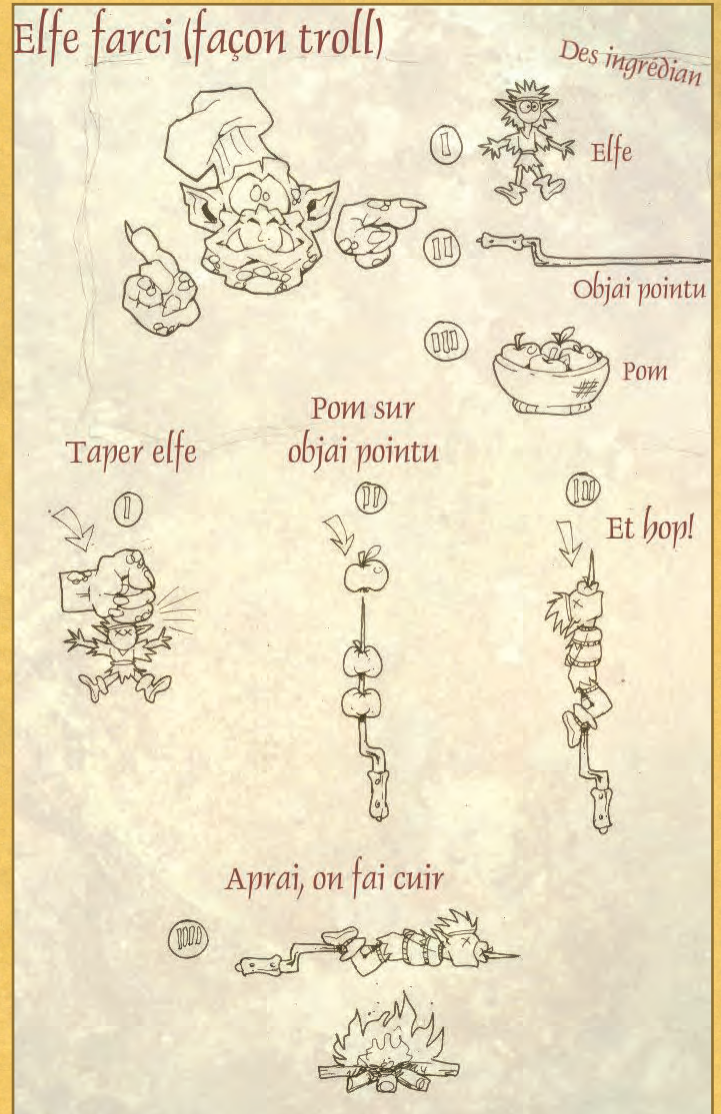 Elfe farci (façon troll)
Des ingrédian
I
Elfe
II
Objai pointu
III
Pom
Taper elfe
I
Pom sur
objai pointu
II
Et hop!
III
Aprai, on fai cuir
IIII